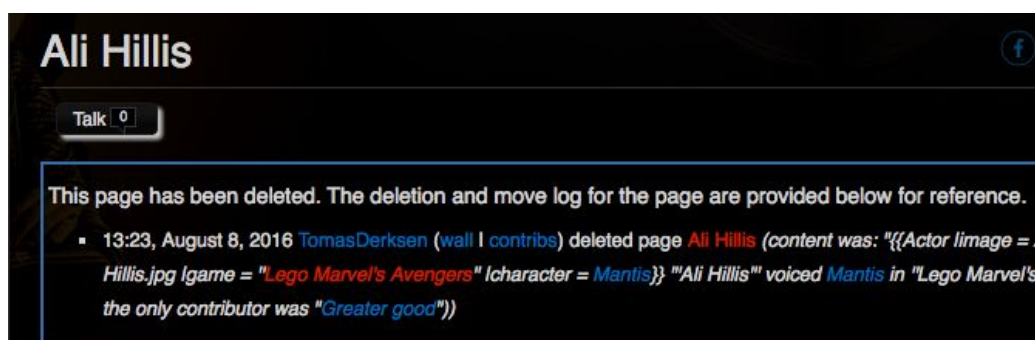 Ali Hillis
Talk 0
This page has been deleted. The deletion and move log for the page are provided below for reference.
13:23, August 8, 2016 TomasDerksen (wall | contribs) deleted page Ali Hillis (content was: "{{Actor |image =
Hillis.jpg |game = "Lego Marvel's Avengers" |character = Mantis}} "'Ali Hillis'" voiced Mantis in "Lego Marvel's
the only contributor was "Greater good"))